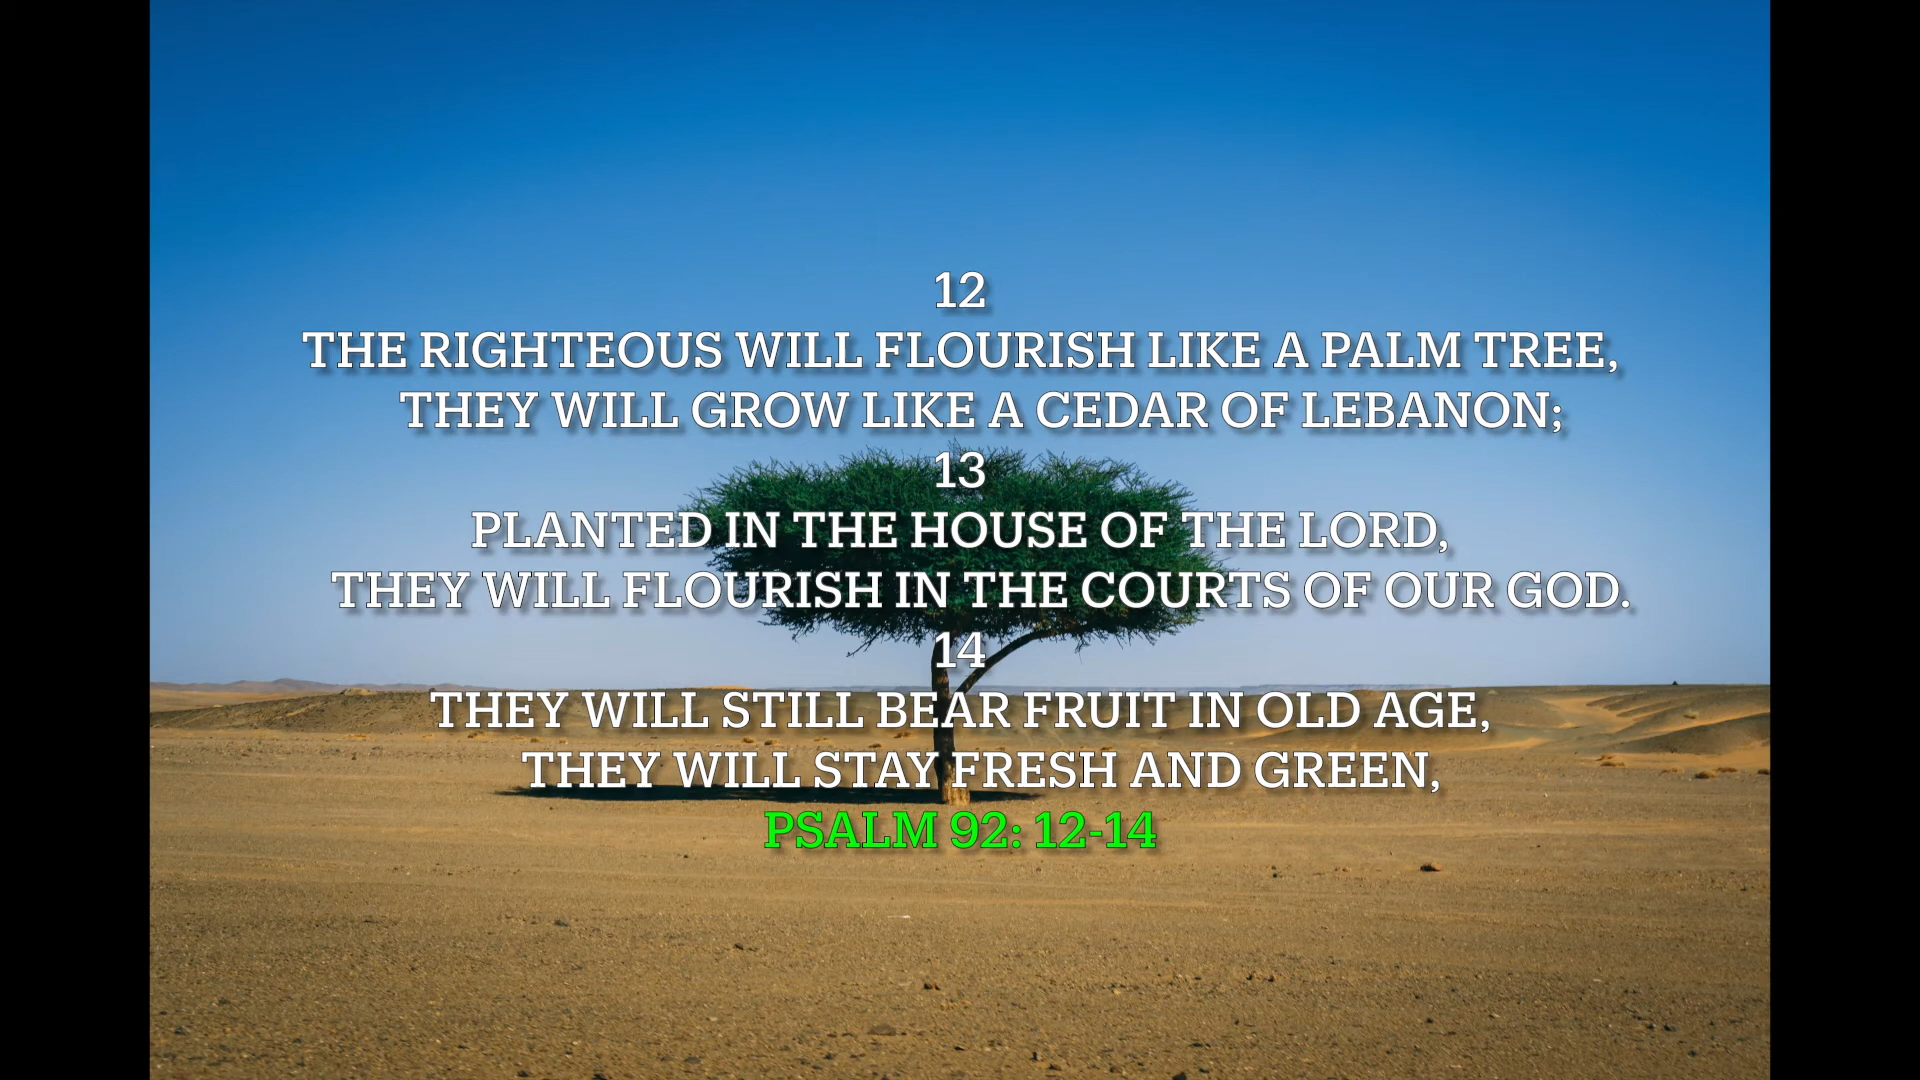 12
THE RIGHTEOUS WILL FLOURISH LIKE A PALM TREE,
THEY WILL GROW LIKE A CEDAR OF LEBANON;
13
PLANTED IN THE HOUSE OF THE LORD,
THEY WILL FLOURISH IN THE COURTS OF OUR GOD.
14
THEY WILL STILL BEAR FRUIT IN OLD AGE,
THEY WILL STAY FRESH AND GREEN,
PSALM 92: 12-14